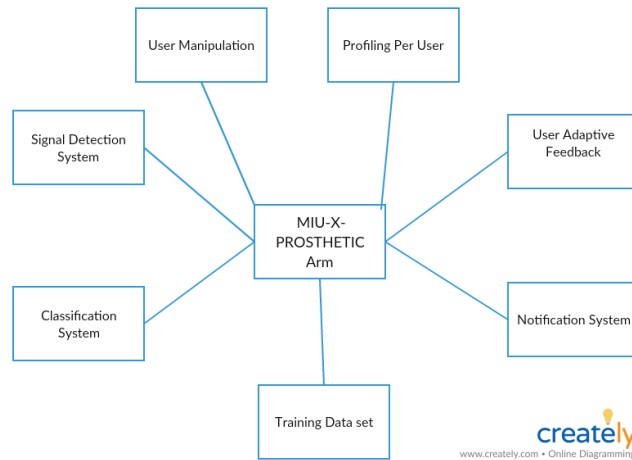 User Manipulation
Profiling Per User
Signal Detection
System
User Adaptive
Feedback
MIU-X-
PROSTHETIC
Arm
Classification
System
Notification System
Training Data set
creately
www.creately.com • Online Diagramming